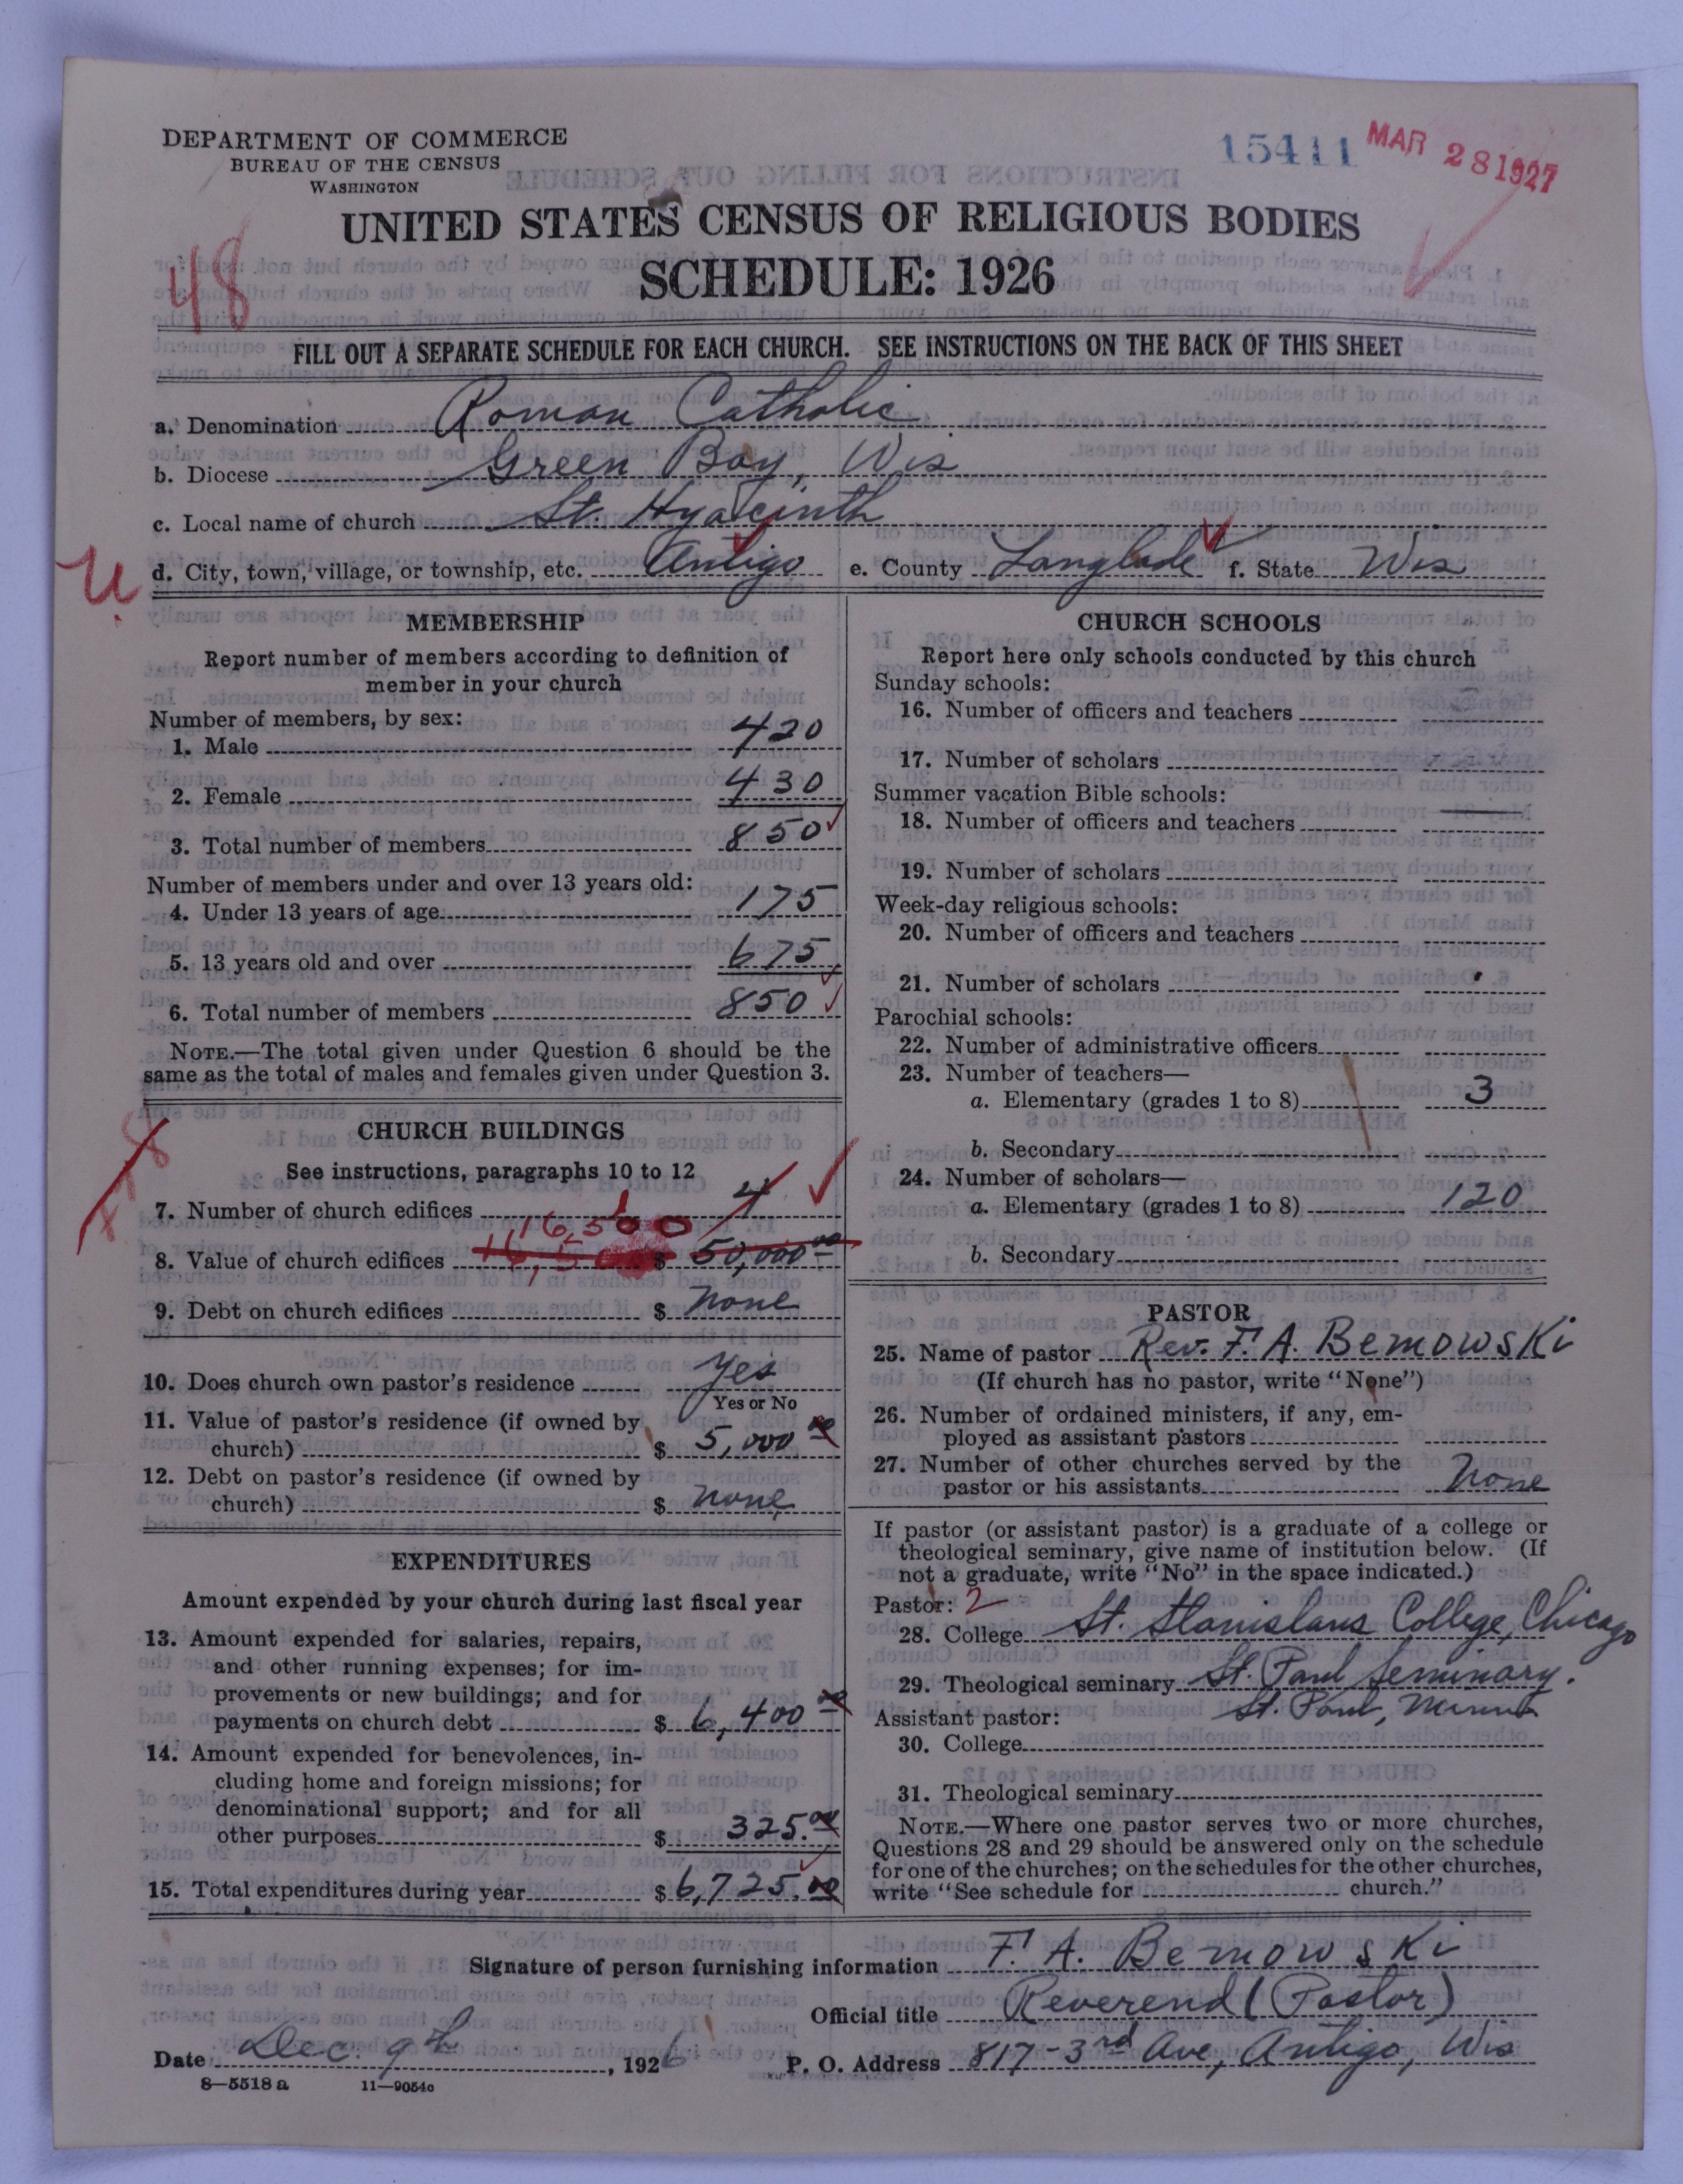 DEPARTMENT OF COMMERCE
BUREAU OF THE CENSUS
WASHINGTON
15411
MAR 28 1927
UNITED STATES CENSUS OF RELIGIOUS BODIES
SCHEDULE: 1926
48
FILL OUT A SEPARATE SCHEDULE FOR EACH CHURCH. SEE INSTRUCTIONS ON THE BACK OF THIS SHEET
a. Denomination Roman Catholic
b. Diocese Green Bay, Wis
c. Local name of church St. Hyacinth
U. d. City, town, village, or township, etc. Antigo e. County Langlade f. State Wis
MEMBERSHIP
Report number of members according to definition of
member in your church
Number of members, by sex:
1. Male 420
2. Female 430
3. Total number of members 850
Number of members under and over 13 years old:
4. Under 13 years of age 175
5. 13 years old and over 675
6. Total number of members 850
NOTE.—The total given under Question 6 should be the
same as the total of males and females given under Question 3.
CHURCH BUILDINGS
See instructions, paragraphs 10 to 12
7. Number of church edifices 1 4
16,500
8. Value of church edifices 16,500 $ 50,000 00
9. Debt on church edifices $ none
10. Does church own pastor's residence yes
Yes or No
11. Value of pastor's residence (if owned by
church) $ 5,000 00
12. Debt on pastor's residence (if owned by
church) $ none
EXPENDITURES
Amount expended by your church during last fiscal year
13. Amount expended for salaries, repairs,
and other running expenses; for im-
provements or new buildings; and for
payments on church debt $ 6,400 00
14. Amount expended for benevolences, in-
cluding home and foreign missions; for
denominational support; and for all
other purposes $ 325.00
15. Total expenditures during year $ 6,725.00
CHURCH SCHOOLS
Report here only schools conducted by this church
Sunday schools:
16. Number of officers and teachers
17. Number of scholars
Summer vacation Bible schools:
18. Number of officers and teachers
19. Number of scholars
Week-day religious schools:
20. Number of officers and teachers
21. Number of scholars
Parochial schools:
22. Number of administrative officers
23. Number of teachers—
a. Elementary (grades 1 to 8) 3
b. Secondary
24. Number of scholars—
a. Elementary (grades 1 to 8) 120
b. Secondary
PASTOR
25. Name of pastor Rev. F. A. Bemowski
(If church has no pastor, write "None")
26. Number of ordained ministers, if any, em-
ployed as assistant pastors
27. Number of other churches served by the
pastor or his assistants None
If pastor (or assistant pastor) is a graduate of a college or
theological seminary, give name of institution below. (If
not a graduate, write "No" in the space indicated.)
Pastor: 2
28. College St. Stanislaus College, Chicago
29. Theological seminary St. Paul Seminary.
Assistant pastor: St. Paul, Minn
30. College
31. Theological seminary
NOTE.—Where one pastor serves two or more churches,
Questions 28 and 29 should be answered only on the schedule
for one of the churches; on the schedules for the other churches,
write "See schedule for church."
Signature of person furnishing information F. A. Bemowski
Official title Reverend (Pastor)
Date Dec. 9th, 1926 P. O. Address 817-3rd Ave, Antigo, Wis
8—5518 a 11—9054c